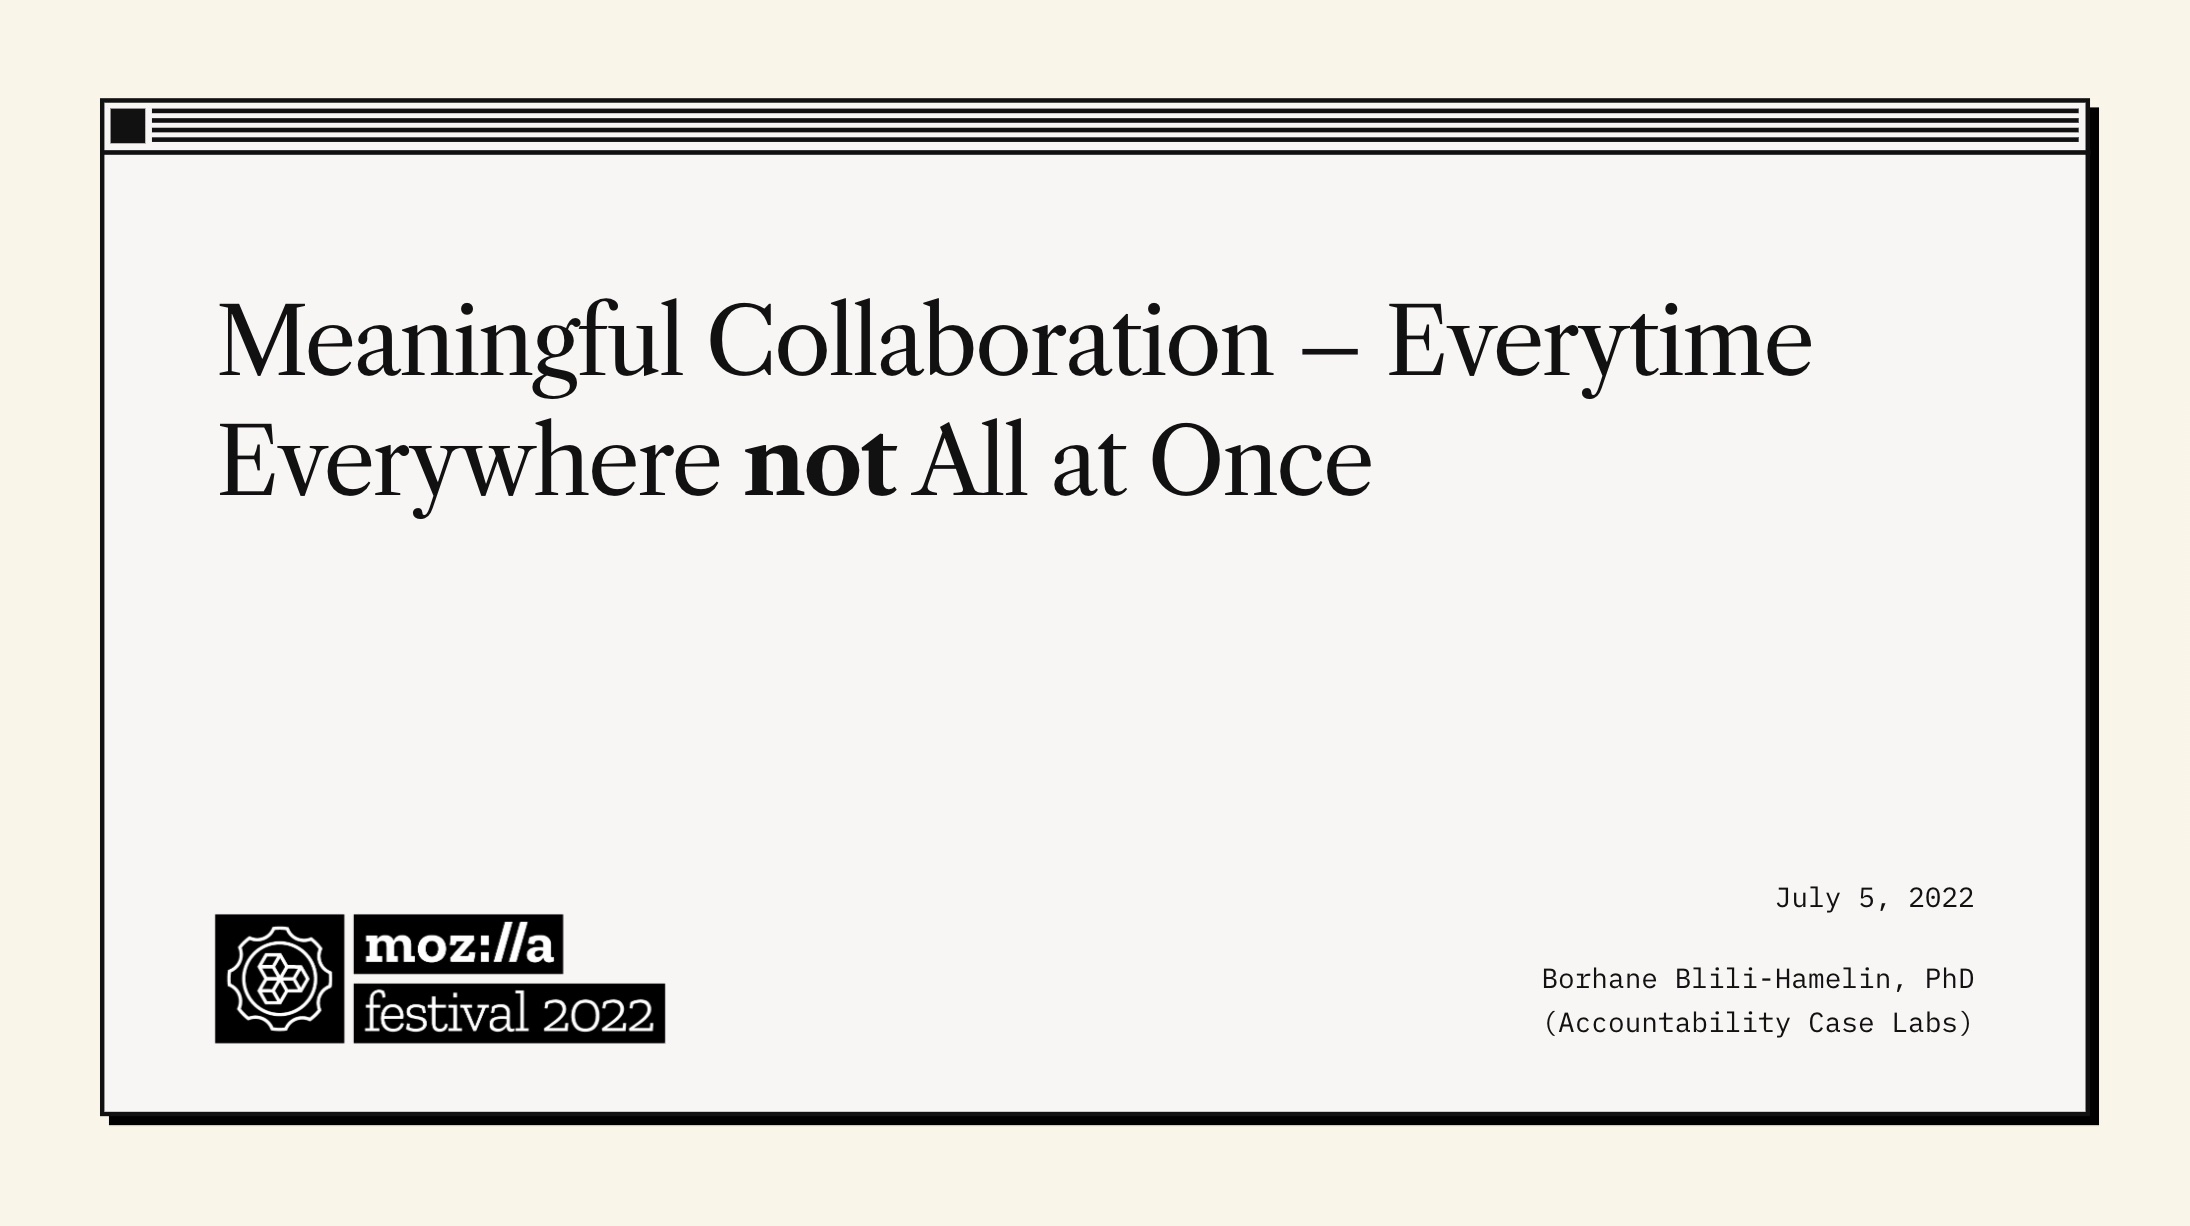 Meaningful Collaboration – Everytime
Everywhere not All at Once
moz://a
festival 2022
July 5, 2022
Borhane Blili-Hamelin, PhD
(Accountability Case Labs)